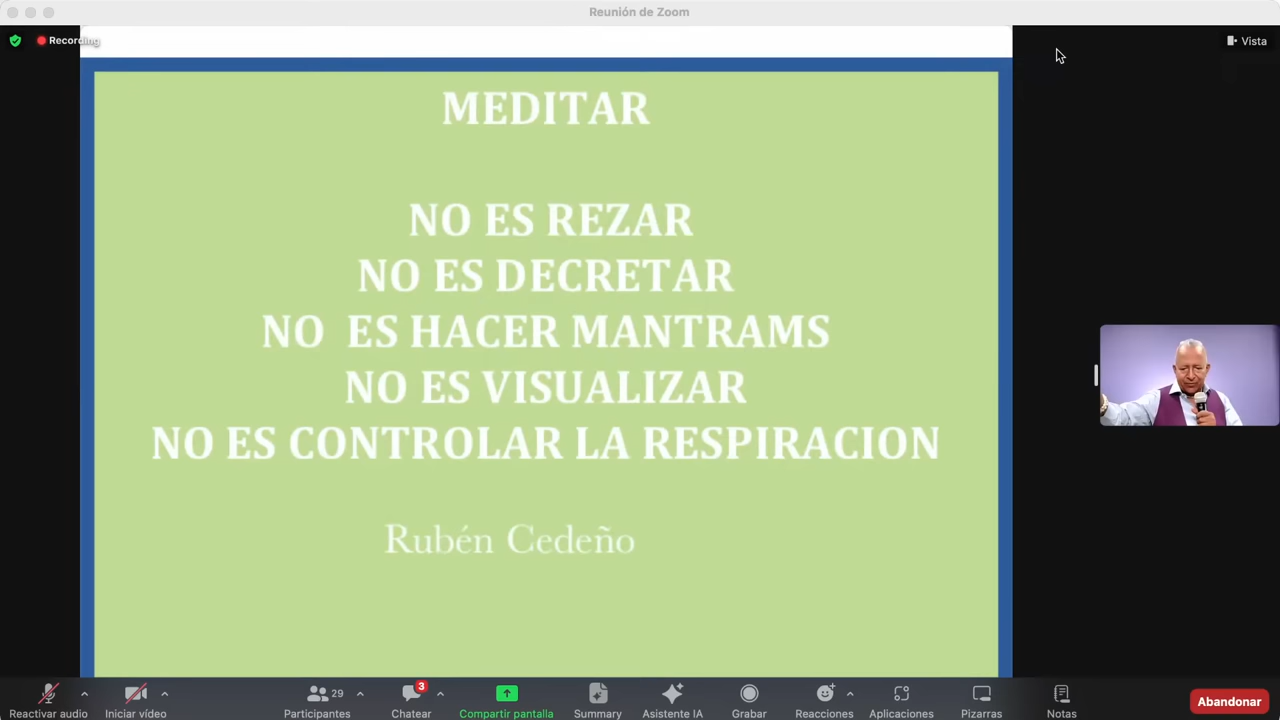 Reunión de Zoom
Recording
Vista
MEDITAR
NO ES REZAR
NO ES DECRETAR
NO ES HACER MANTRAMS
NO ES VISUALIZAR
NO ES CONTROLAR LA RESPIRACION
Rubén Cedeño
29
3
Reactivar audio
Iniciar vídeo
Participantes
Chatear
Compartir pantalla
Summary
Asistente IA
Grabar
Reacciones
Aplicaciones
Pizarras
Notas
Abandonar